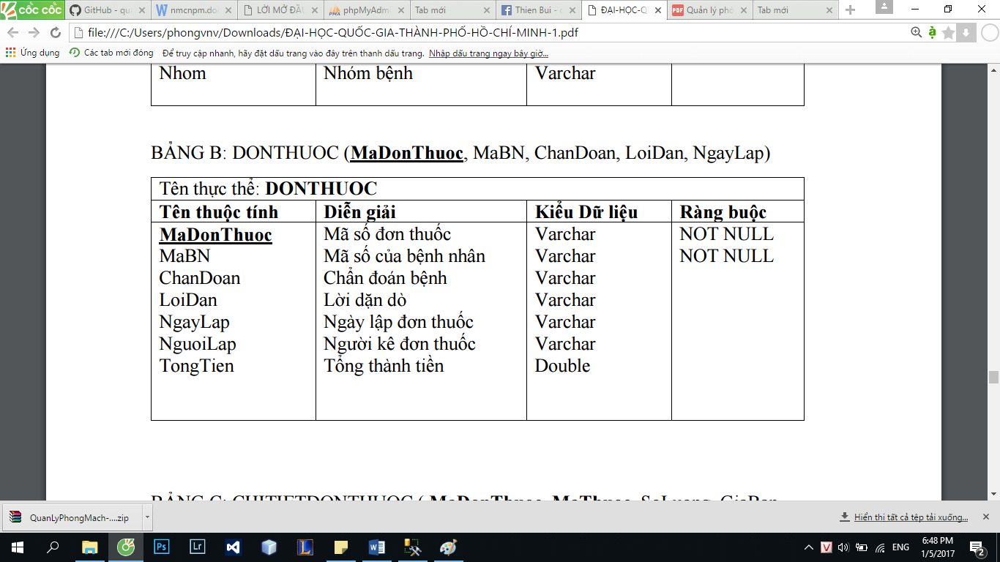 cốc cốc
GitHub - qu
nmcnpm.do
LỜI MỞ ĐẦ
phpMyAdm
Tab mới
Thien Bui -
ĐẠI-HỌC-Q
Quản lý phò
Tab mới
file:///C:/Users/phongvnv/Downloads/ĐẠI-HỌC-QUỐC-GIA-THÀNH-PHỐ-HỒ-CHÍ-MINH-1.pdf
Ứng dụng
Các tab mới đóng
Để truy cập nhanh, hãy đặt dấu trang vào đây trên thanh dấu trang.
Nhập dấu trang ngay bây giờ...
Nhom Nhóm bệnh Varchar
BẢNG B: DONTHUOC (MaDonThuoc, MaBN, ChanDoan, LoiDan, NgayLap)
Tên thực thể: DONTHUOC
Tên thuộc tính Diễn giải Kiểu Dữ liệu Ràng buộc
MaDonThuoc Mã số đơn thuốc Varchar NOT NULL
MaBN Mã số của bệnh nhân Varchar NOT NULL
ChanDoan Chẩn đoán bệnh Varchar
LoiDan Lời dặn dò Varchar
NgayLap Ngày lập đơn thuốc Varchar
NguoiLap Người kê đơn thuốc Varchar
TongTien Tổng thành tiền Double
BẢNG C: CHITIETDONTHUOC ( MaDonThuoc, MaThuoc, SoLuong, GiaBan,
QuanLyPhongMach-....zip
Hiển thị tất cả tệp tải xuống...
Ps
Lr
L
V
ENG
6:48 PM
1/5/2017
2